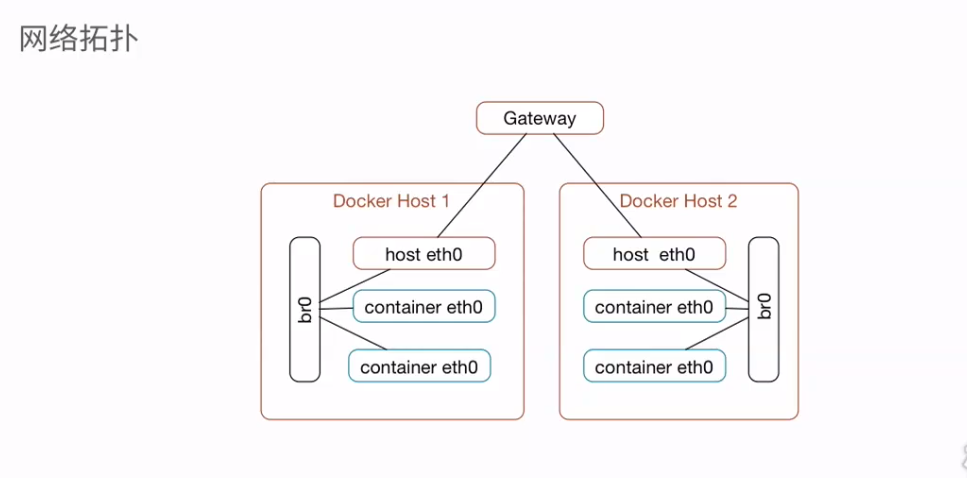 网络拓扑
Gateway
Docker Host 1
host eth0
br0
container eth0
container eth0
Docker Host 2
host eth0
container eth0
br0
container eth0